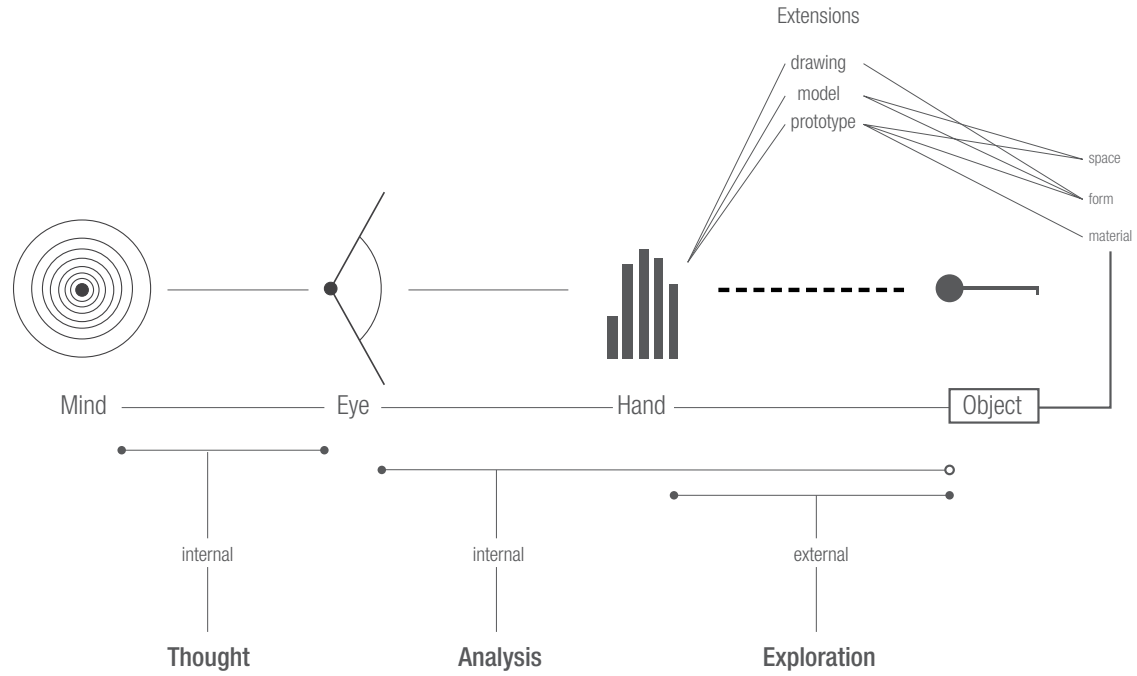 Extensions
drawing
model
prototype
space
form
material
Mind
Eye
Hand
Object
internal
internal
external
Thought
Analysis
Exploration